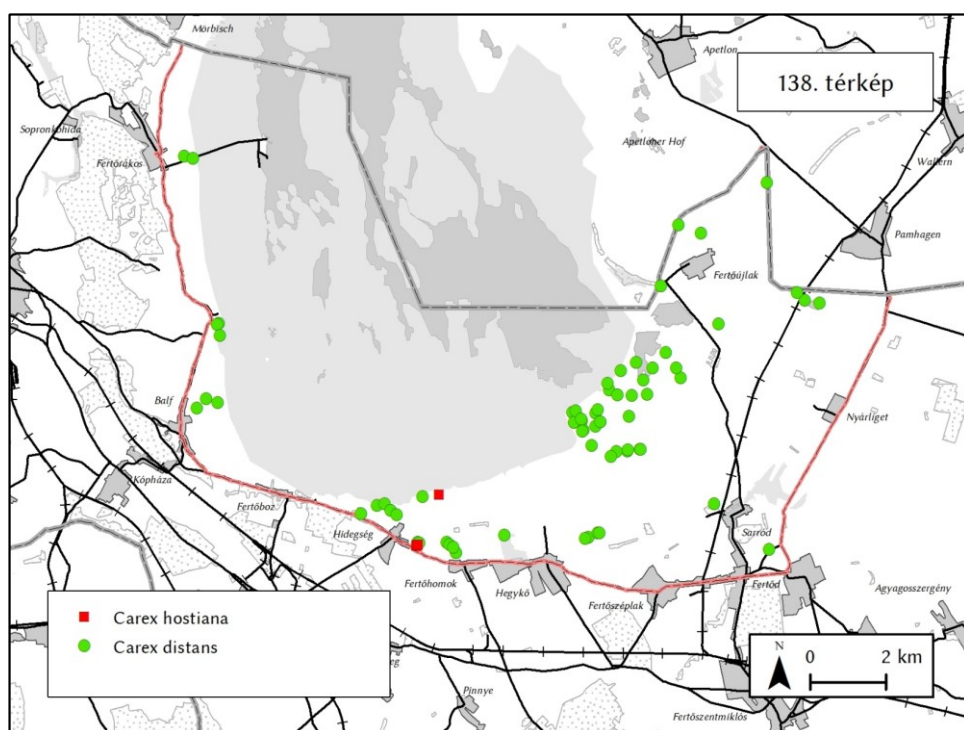 Mörbisch
Apetlon
138. térkép
Sopronkőhida
Fertőrákos
Apetloner Hof
Wallern
Pamhagen
Fertőújlak
Balf
Nyárliget
Kópháza
Fertőboz
Hidegség
Sarród
Fertőhomok
Hegykő
Fertőszéplak
Fertőd
Agyagosszergény
Carex hostiana
Carex distans
Pinnye
N
0 2 km
Fertőszentmiklós